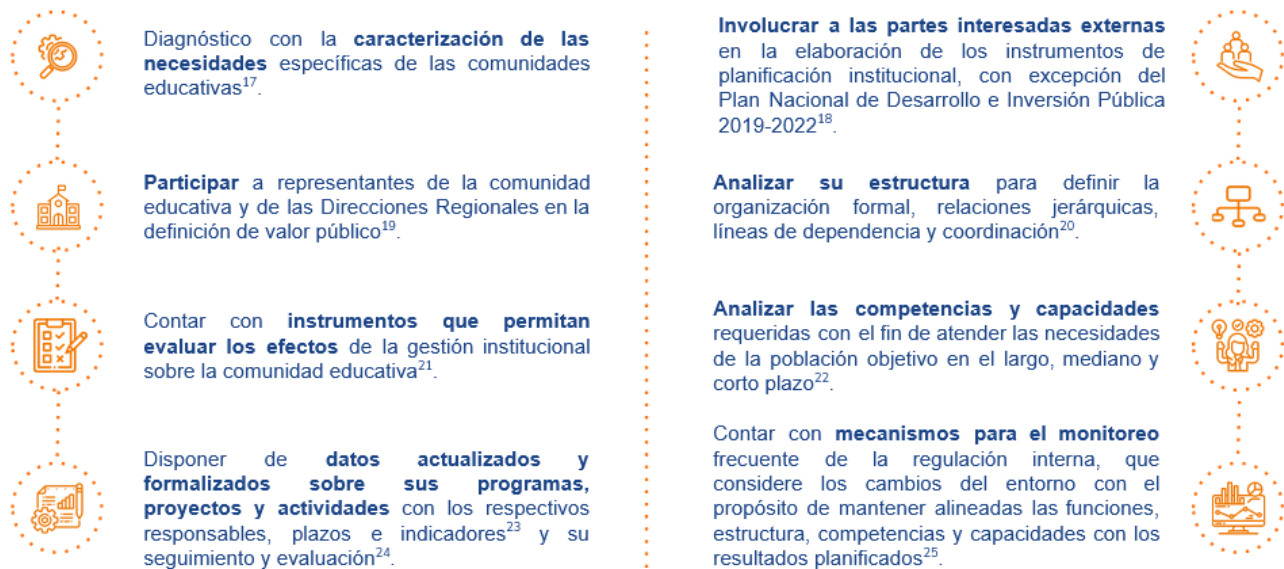 Diagnóstico con la caracterización de las
necesidades específicas de las comunidades
educativas¹⁷.
Participar a representantes de la comunidad
educativa y de las Direcciones Regionales en la
definición de valor público¹⁹.
Contar con instrumentos que permitan
evaluar los efectos de la gestión institucional
sobre la comunidad educativa²¹.
Disponer de datos actualizados y
formalizados sobre sus programas,
proyectos y actividades con los respectivos
responsables, plazos e indicadores²³ y su
seguimiento y evaluación²⁴.
Involucrar a las partes interesadas externas
en la elaboración de los instrumentos de
planificación institucional, con excepción del
Plan Nacional de Desarrollo e Inversión Pública
2019-2022¹⁸.
Analizar su estructura para definir la
organización formal, relaciones jerárquicas,
líneas de dependencia y coordinación²⁰.
Analizar las competencias y capacidades
requeridas con el fin de atender las necesidades
de la población objetivo en el largo, mediano y
corto plazo²².
Contar con mecanismos para el monitoreo
frecuente de la regulación interna, que
considere los cambios del entorno con el
propósito de mantener alineadas las funciones,
estructura, competencias y capacidades con los
resultados planificados²⁵.